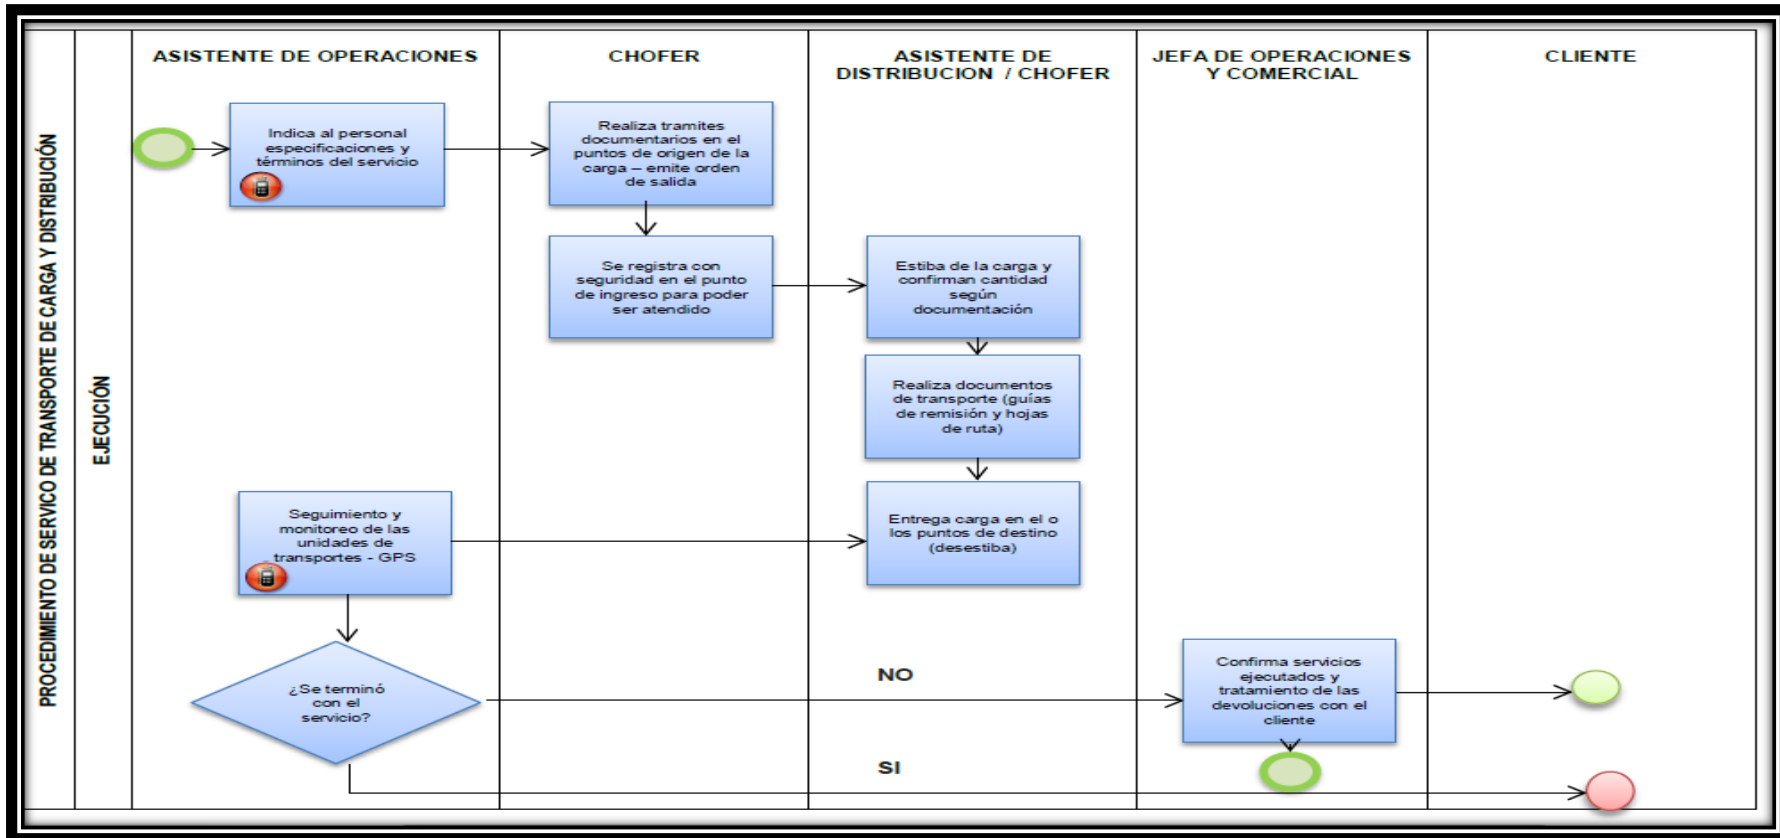 PROCEDIMIENTO DE SERVICO DE TRANSPORTE DE CARGA Y DISTRIBUCIÓN
EJECUCIÓN
ASISTENTE DE OPERACIONES
CHOFER
ASISTENTE DE
DISTRIBUCION / CHOFER
JEFA DE OPERACIONES
Y COMERCIAL
CLIENTE
Indica al personal
especificaciones y
términos del servicio
Realiza tramites
documentarios en el
puntos de origen de la
carga – emite orden
de salida
Se registra con
seguridad en el punto
de ingreso para poder
ser atendido
Estiba de la carga y
confirman cantidad
según
documentación
Realiza documentos
de transporte (guías
de remisión y hojas
de ruta)
Seguimiento y
monitoreo de las
unidades de
transportes - GPS
Entrega carga en el o
los puntos de destino
(desestiba)
¿Se terminó
con el
servicio?
NO
Confirma servicios
ejecutados y
tratamiento de las
devoluciones con el
cliente
SI